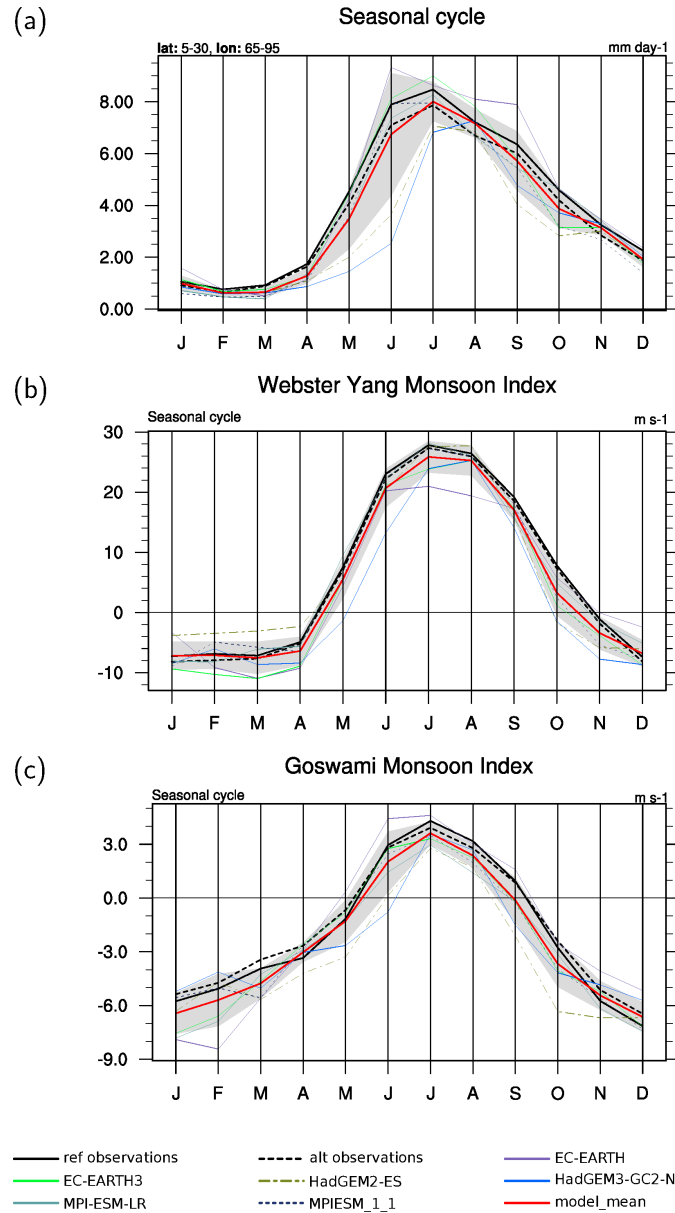 (a)
Seasonal cycle
lat: 5-30, lon: 65-95 mm day-1
8.00
6.00
4.00
2.00
0.00
J F M A M J J A S O N D
(b)
Webster Yang Monsoon Index
Seasonal cycle m s-1
30
20
10
0
-10
J F M A M J J A S O N D
(c)
Goswami Monsoon Index
Seasonal cycle m s-1
3.0
0.0
-3.0
-6.0
-9.0
J F M A M J J A S O N D
ref observations alt observations EC-EARTH
EC-EARTH3 HadGEM2-ES HadGEM3-GC2-N
MPI-ESM-LR MPIESM_1_1 model_mean